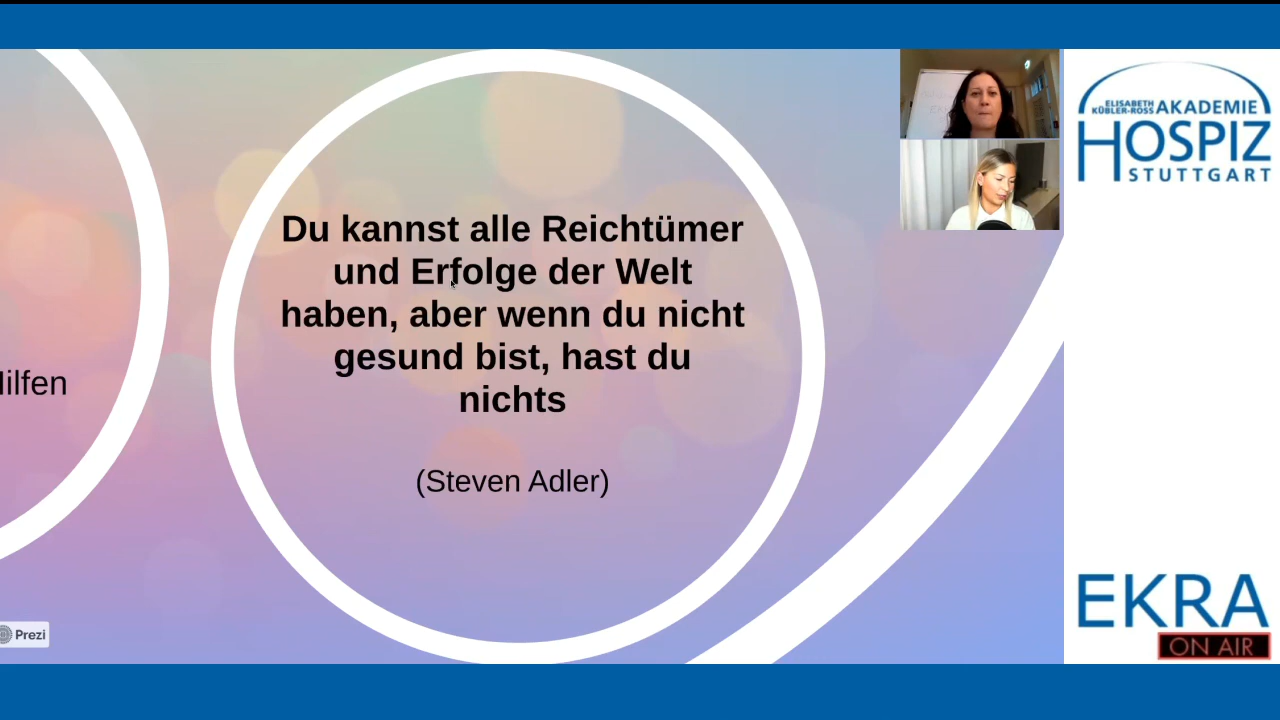 Du kannst alle Reichtümer
und Erfolge der Welt
haben, aber wenn du nicht
gesund bist, hast du
nichts
(Steven Adler)
Prezi
ELISABETH
KÜBLER-ROSS AKADEMIE
HOSPIZ
STUTTGART
EKRA
ON AIR